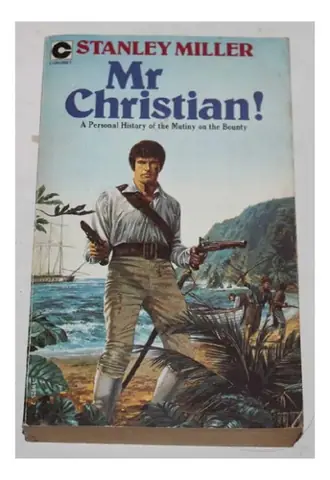 STANLEY MILLER
Mr
Christian!
A Personal History of the Mutiny on the Bounty